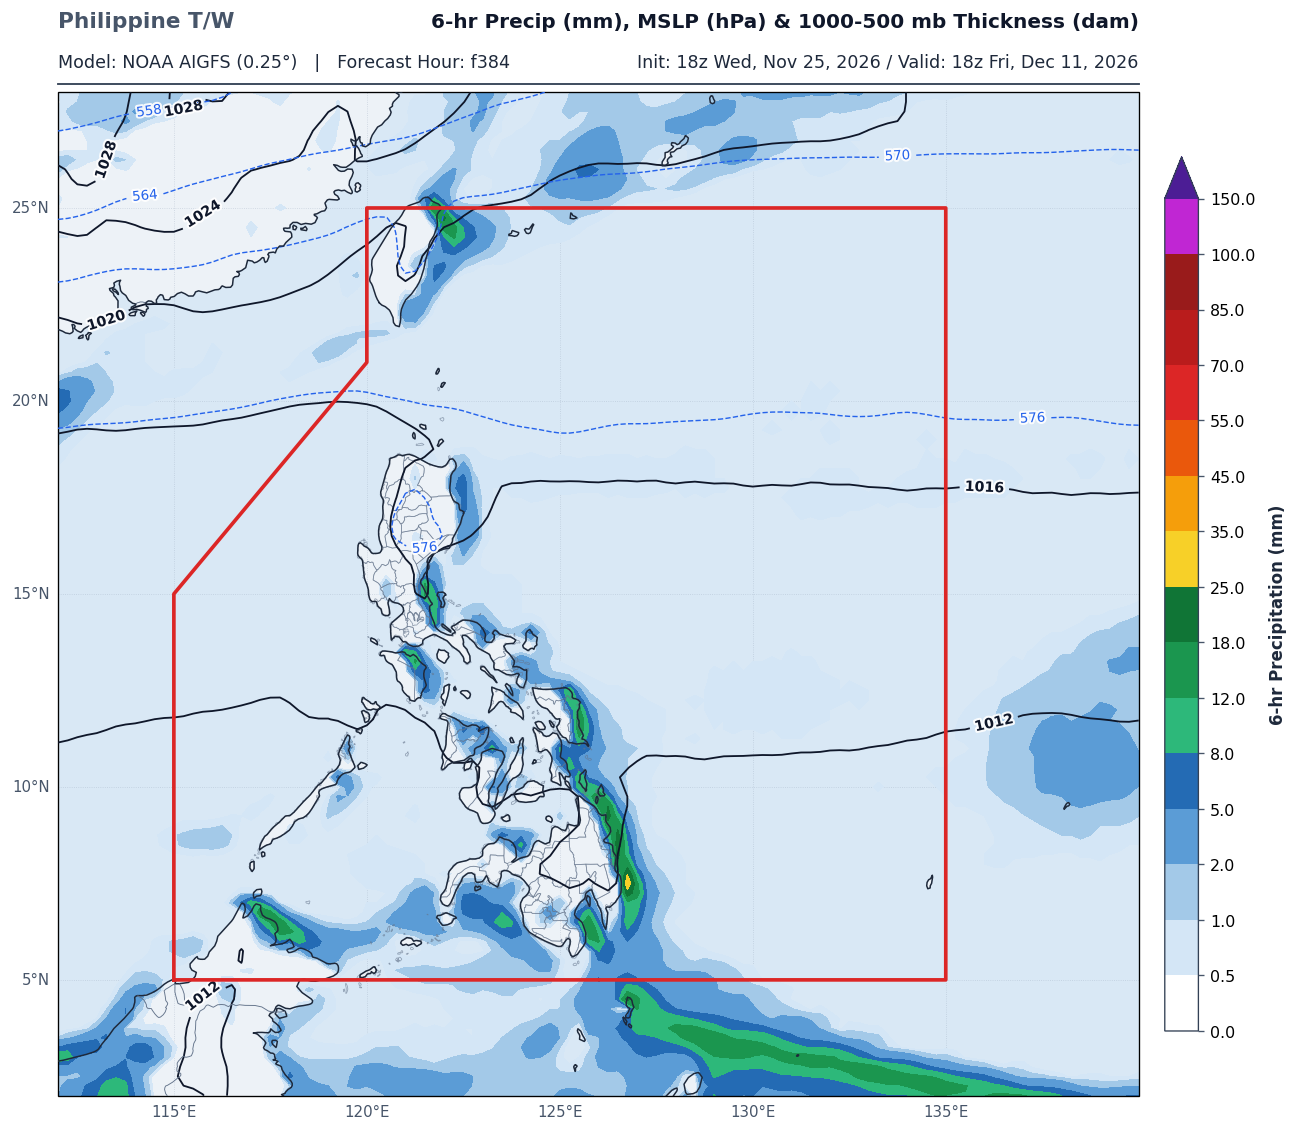 Philippine T/W
6-hr Precip (mm), MSLP (hPa) & 1000-500 mb Thickness (dam)
Model: NOAA AIGFS (0.25°) | Forecast Hour: f384
Init: 18z Wed, Nov 25, 2026 / Valid: 18z Fri, Dec 11, 2026
558
1028
1028
570
564
1024
1020
576
1016
576
1012
1012
25°N
20°N
15°N
10°N
5°N
115°E
120°E
125°E
130°E
135°E
150.0
100.0
85.0
70.0
55.0
45.0
35.0
25.0
18.0
12.0
8.0
5.0
2.0
1.0
0.5
0.0
6-hr Precipitation (mm)